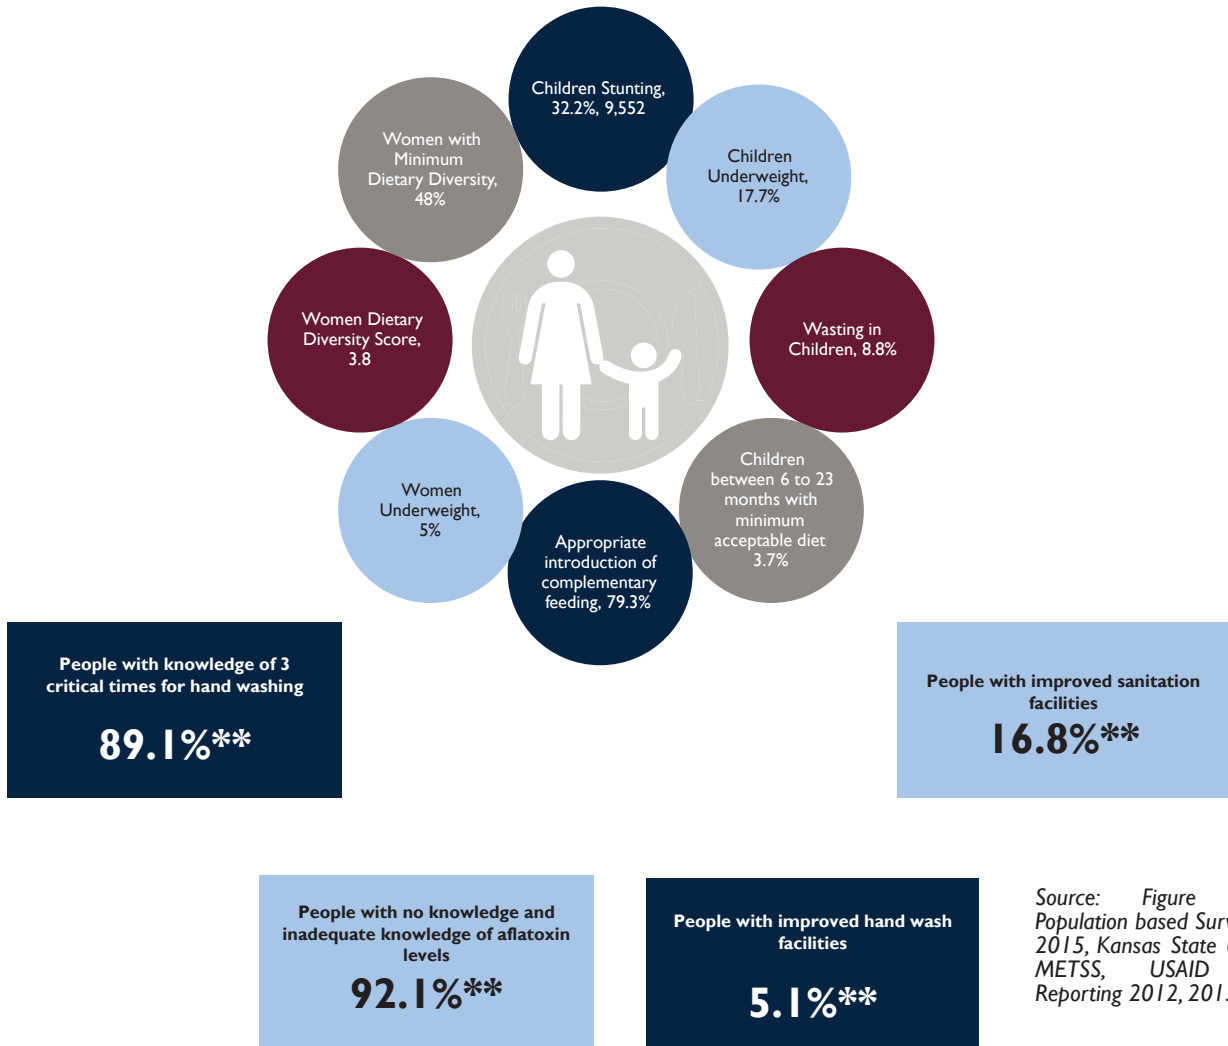 Children Stunting,
32.2%, 9,552
Children
Underweight,
17.7%
Wasting in
Children, 8.8%
Children
between 6 to 23
months with
minimum
acceptable diet
3.7%
Appropriate
introduction of
complementary
feeding, 79.3%
Women
Underweight,
5%
Women Dietary
Diversity Score,
3.8
Women with
Minimum
Dietary Diversity,
48%
People with knowledge of 3
critical times for hand washing
89.1%**
People with improved sanitation
facilities
16.8%**
People with no knowledge and
inadequate knowledge of aflatoxin
levels
92.1%**
People with improved hand wash
facilities
5.1%**
Source: Figure
Population based
2015, Kansas State
METSS, USAID
Reporting 2012,